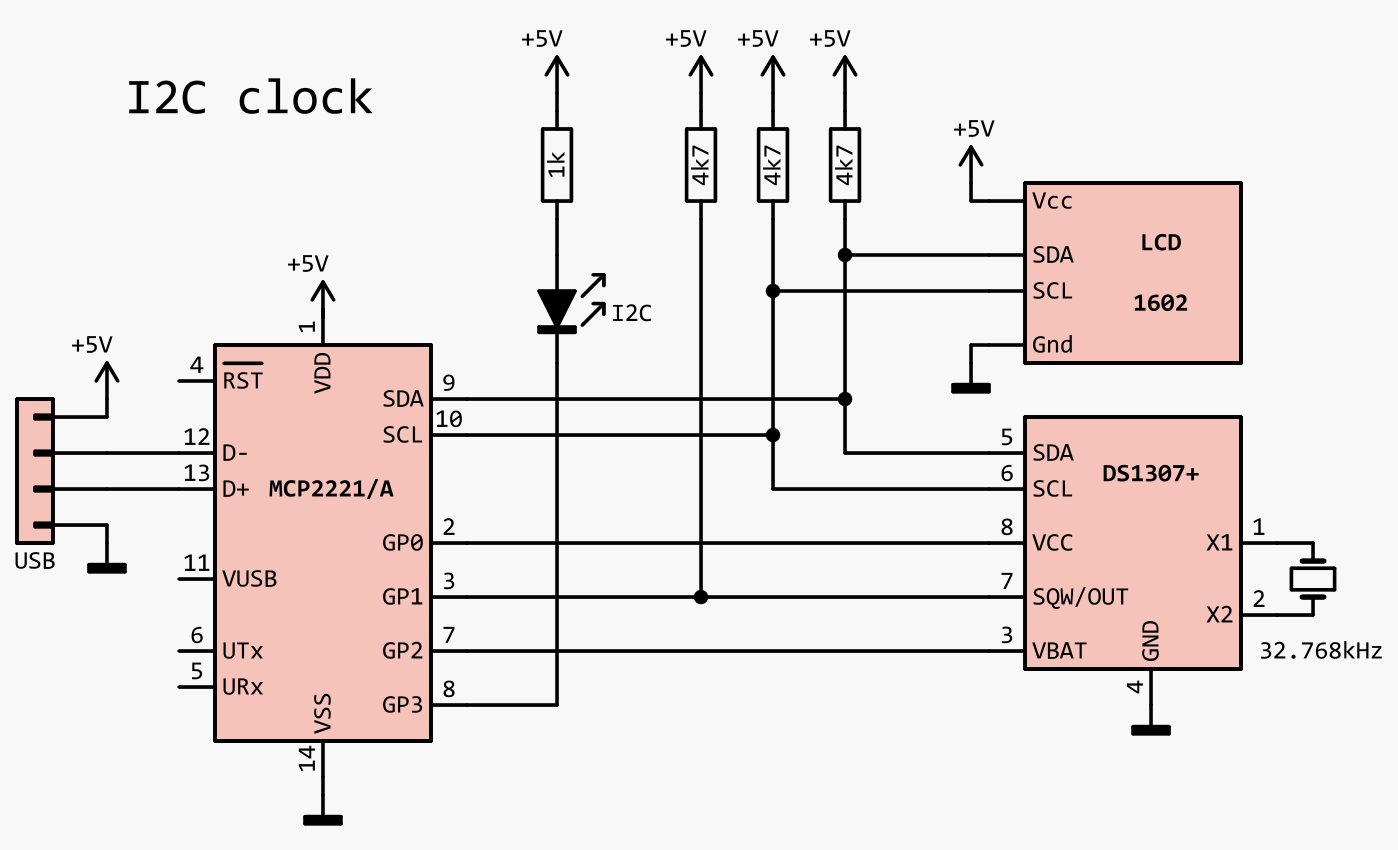 I2C clock
+5V
+5V
+5V
+5V
1k
4k7
4k7
4k7
I2C
+5V
Vcc
SDA
SCL
Gnd
LCD
1602
+5V
+5V
USB
1
VDD
4
RST
12
D-
13
D+
MCP2221/A
11
VUSB
6
UTx
5
URx
VSS
14
SDA
9
SCL
10
GP0
2
GP1
3
GP2
7
GP3
8
5
SDA
6
SCL
DS1307+
8
VCC
7
SQW/OUT
3
VBAT
GND
4
X1
1
X2
2
32.768kHz